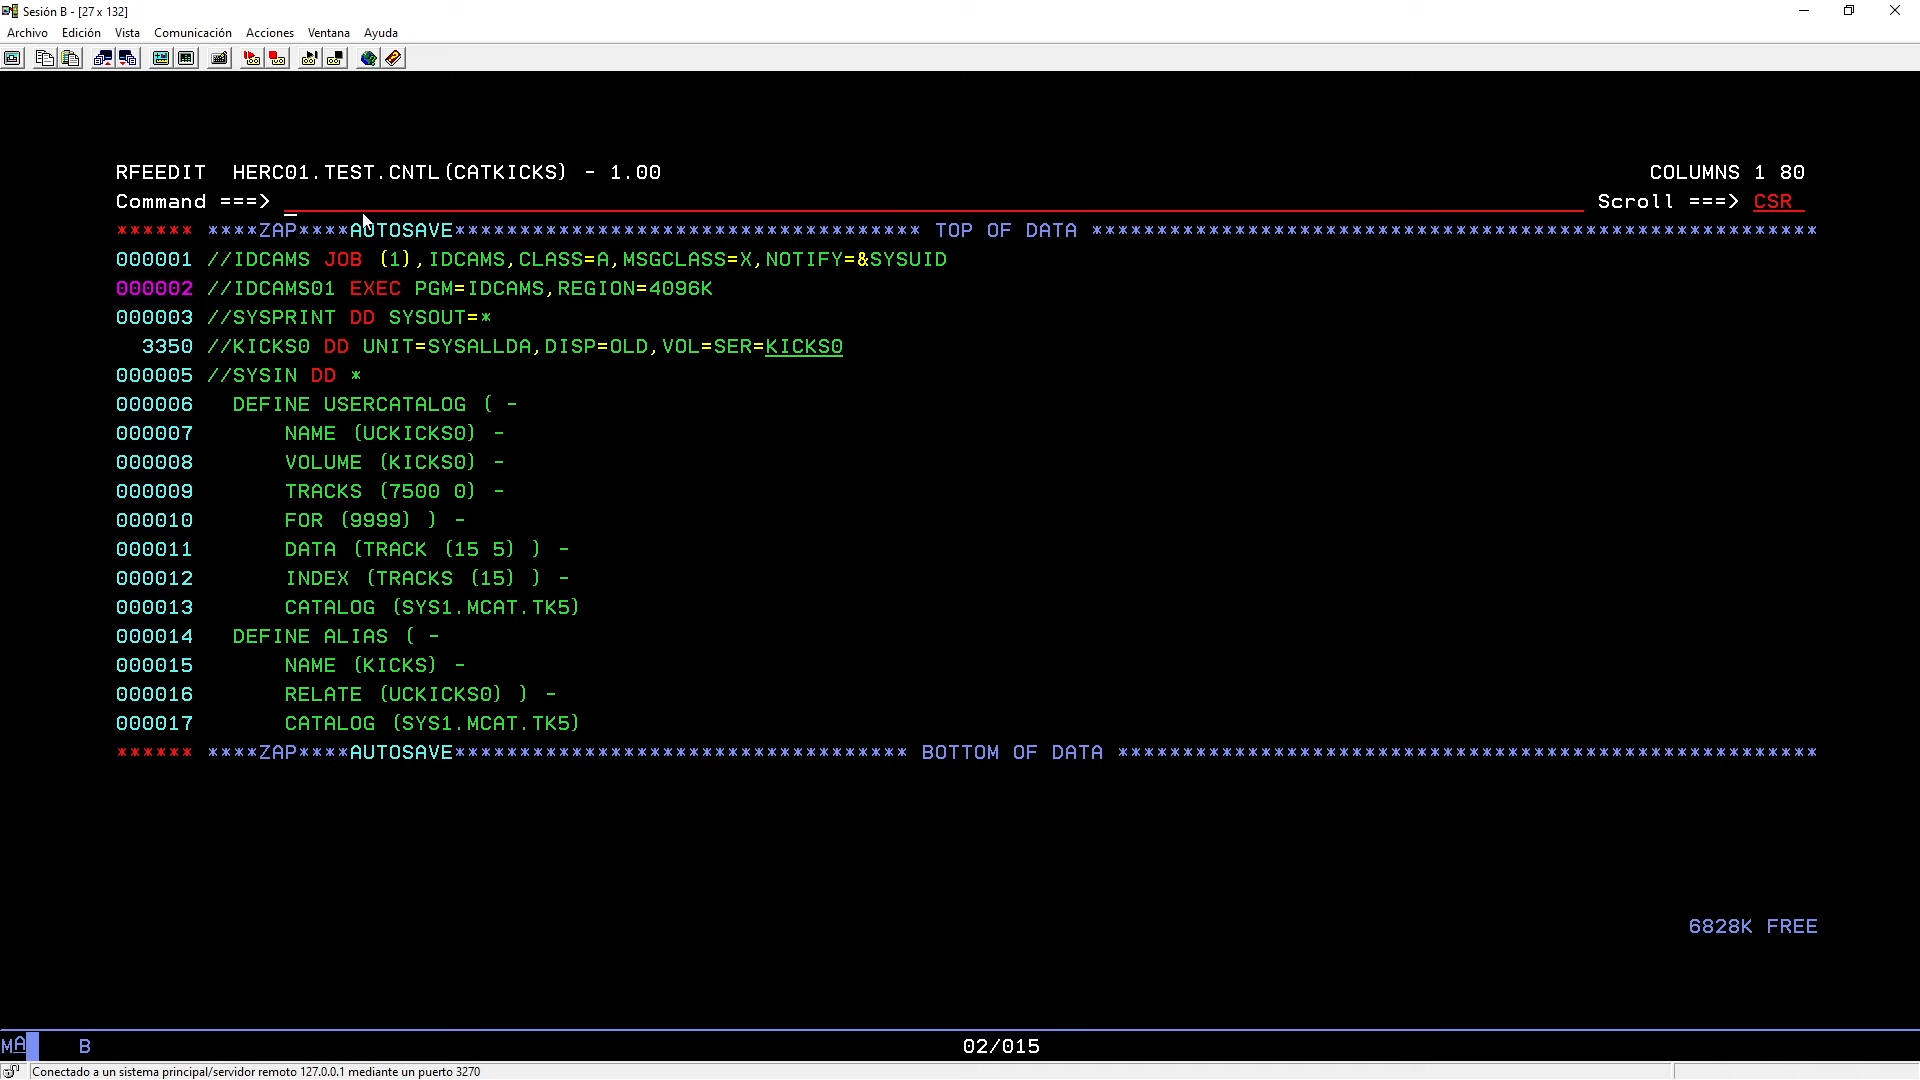 Sesión B - [27 x 132]
Archivo Edición Vista Comunicación Acciones Ventana Ayuda
RFEEDIT  HERC01.TEST.CNTL(CATKICKS) - 1.00 COLUMNS 1 80
Command ===> Scroll ===> CSR
****** ****ZAP****AUTOSAVE************************************ TOP OF DATA ********************************************************
000001 //IDCAMS JOB (1),IDCAMS,CLASS=A,MSGCLASS=X,NOTIFY=&SYSUID
000002 //IDCAMS01 EXEC PGM=IDCAMS,REGION=4096K
000003 //SYSPRINT DD SYSOUT=*
3350 //KICKS0 DD UNIT=SYSALLDA,DISP=OLD,VOL=SER=KICKS0
000005 //SYSIN DD *
000006   DEFINE USERCATALOG ( -
000007       NAME (UCKICKS0) -
000008       VOLUME (KICKS0) -
000009       TRACKS (7500 0) -
000010       FOR (9999) ) -
000011       DATA (TRACK (15 5) ) -
000012       INDEX (TRACKS (15) ) -
000013       CATALOG (SYS1.MCAT.TK5)
000014   DEFINE ALIAS ( -
000015       NAME (KICKS) -
000016       RELATE (UCKICKS0) ) -
000017       CATALOG (SYS1.MCAT.TK5)
****** ****ZAP****AUTOSAVE*********************************** BOTTOM OF DATA ******************************************************
6828K FREE
MA B 02/015
Conectado a un sistema principal/servidor remoto 127.0.0.1 mediante un puerto 3270